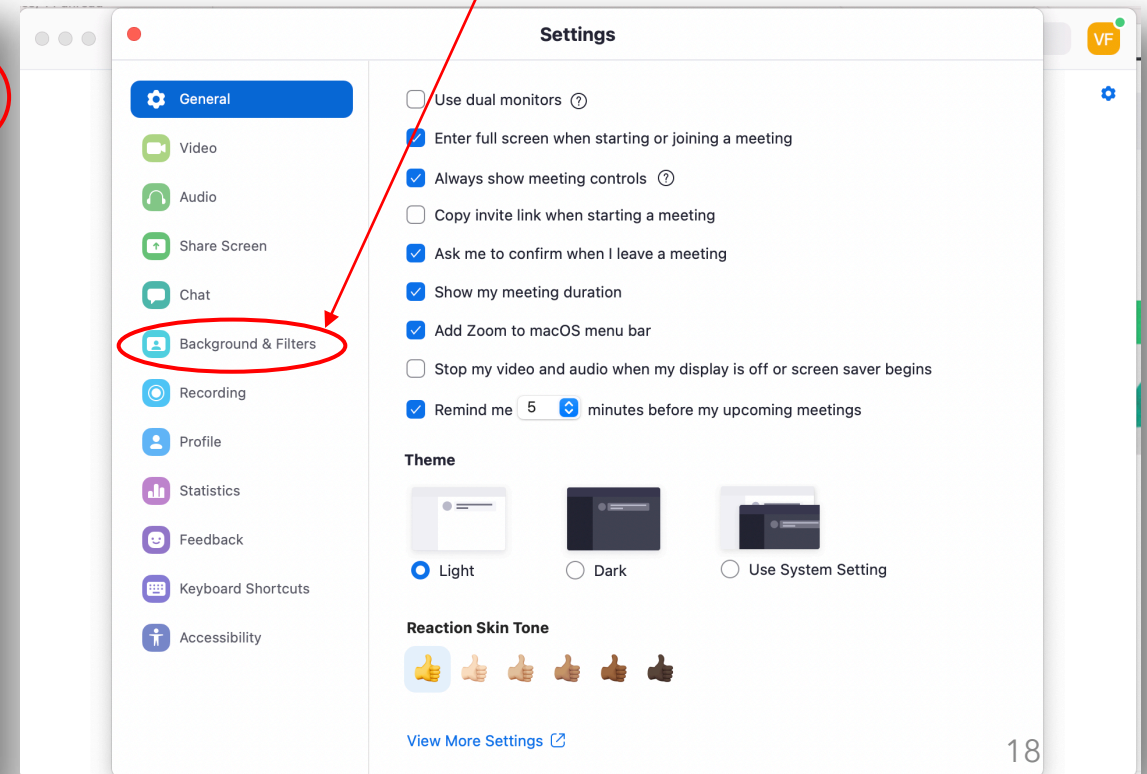 Settings
VF
General
Video
Audio
Share Screen
Chat
Background & Filters
Recording
Profile
Statistics
Feedback
Keyboard Shortcuts
Accessibility
Use dual monitors ?
Enter full screen when starting or joining a meeting
Always show meeting controls ?
Copy invite link when starting a meeting
Ask me to confirm when I leave a meeting
Show my meeting duration
Add Zoom to macOS menu bar
Stop my video and audio when my display is off or screen saver begins
Remind me 5 minutes before my upcoming meetings
Theme
Light Dark Use System Setting
Reaction Skin Tone
View More Settings
18